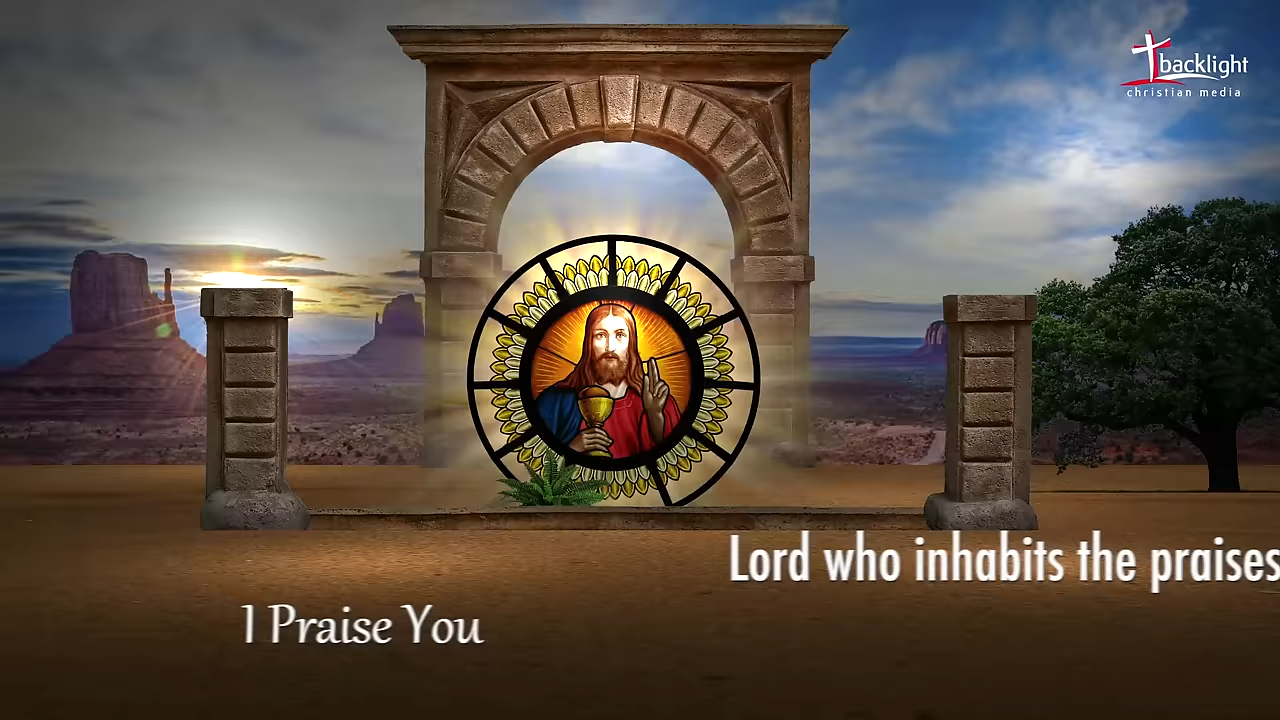 backlight
christian media
Lord who inhabits the praises
I Praise You